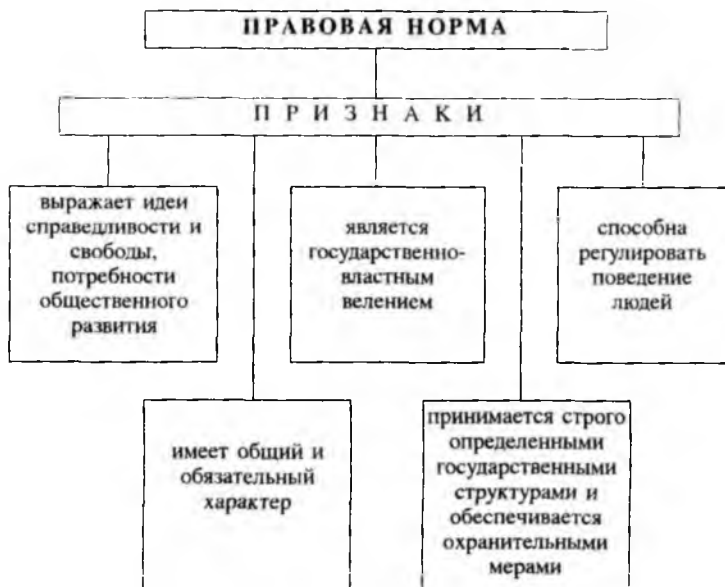 ПРАВОВАЯ НОРМА
ПРИЗНАКИ
выражает идеи
справедливости и
свободы,
потребности
общественного
развития
является
государственно-
властным
велением
способна
регулировать
поведение
людей
имеет общий и
обязательный
характер
принимается строго
определенными
государственными
структурами и
обеспечивается
охранительными
мерами